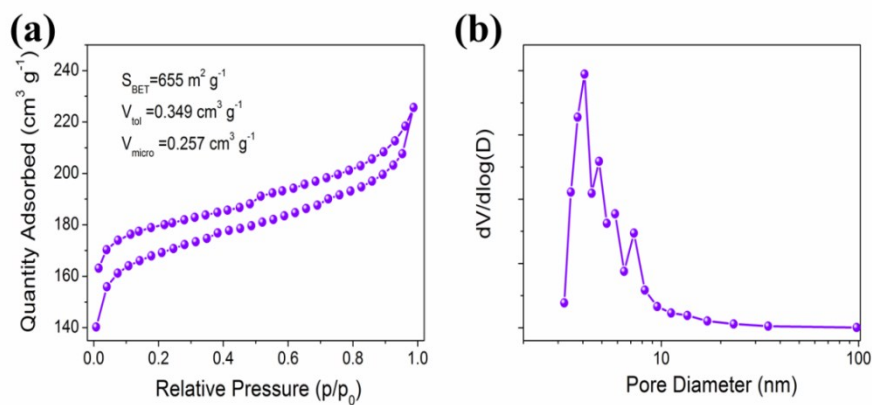 (a)
Quantity Adsorbed (cm³ g⁻¹)
240
220
200
180
160
140
S_BET=655 m² g⁻¹
V_tol=0.349 cm³ g⁻¹
V_micro=0.257 cm³ g⁻¹
0.0 0.2 0.4 0.6 0.8 1.0
Relative Pressure (p/p₀)
(b)
dV/dlog(D)
10 100
Pore Diameter (nm)